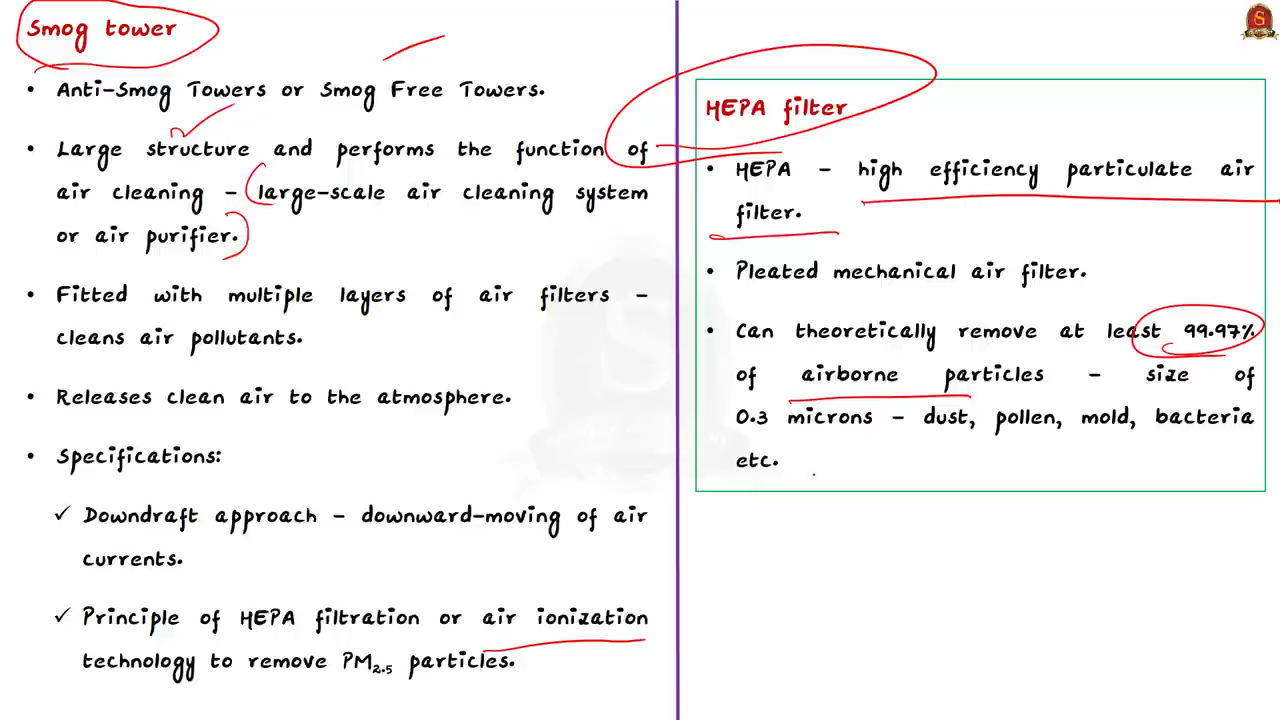 Smog tower
• Anti-Smog Towers or Smog Free Towers.
• Large structure and performs the function of
air cleaning – large-scale air cleaning system
or air purifier.
• Fitted with multiple layers of air filters –
cleans air pollutants.
• Releases clean air to the atmosphere.
• Specifications:
✓ Downdraft approach – downward-moving of air
currents.
✓ Principle of HEPA filtration or air ionization
technology to remove PM₂.₅ particles.
HEPA filter
• HEPA – high efficiency particulate air
filter.
• Pleated mechanical air filter.
• Can theoretically remove at least 99.97%
of airborne particles – size of
0.3 microns – dust, pollen, mold, bacteria
etc.